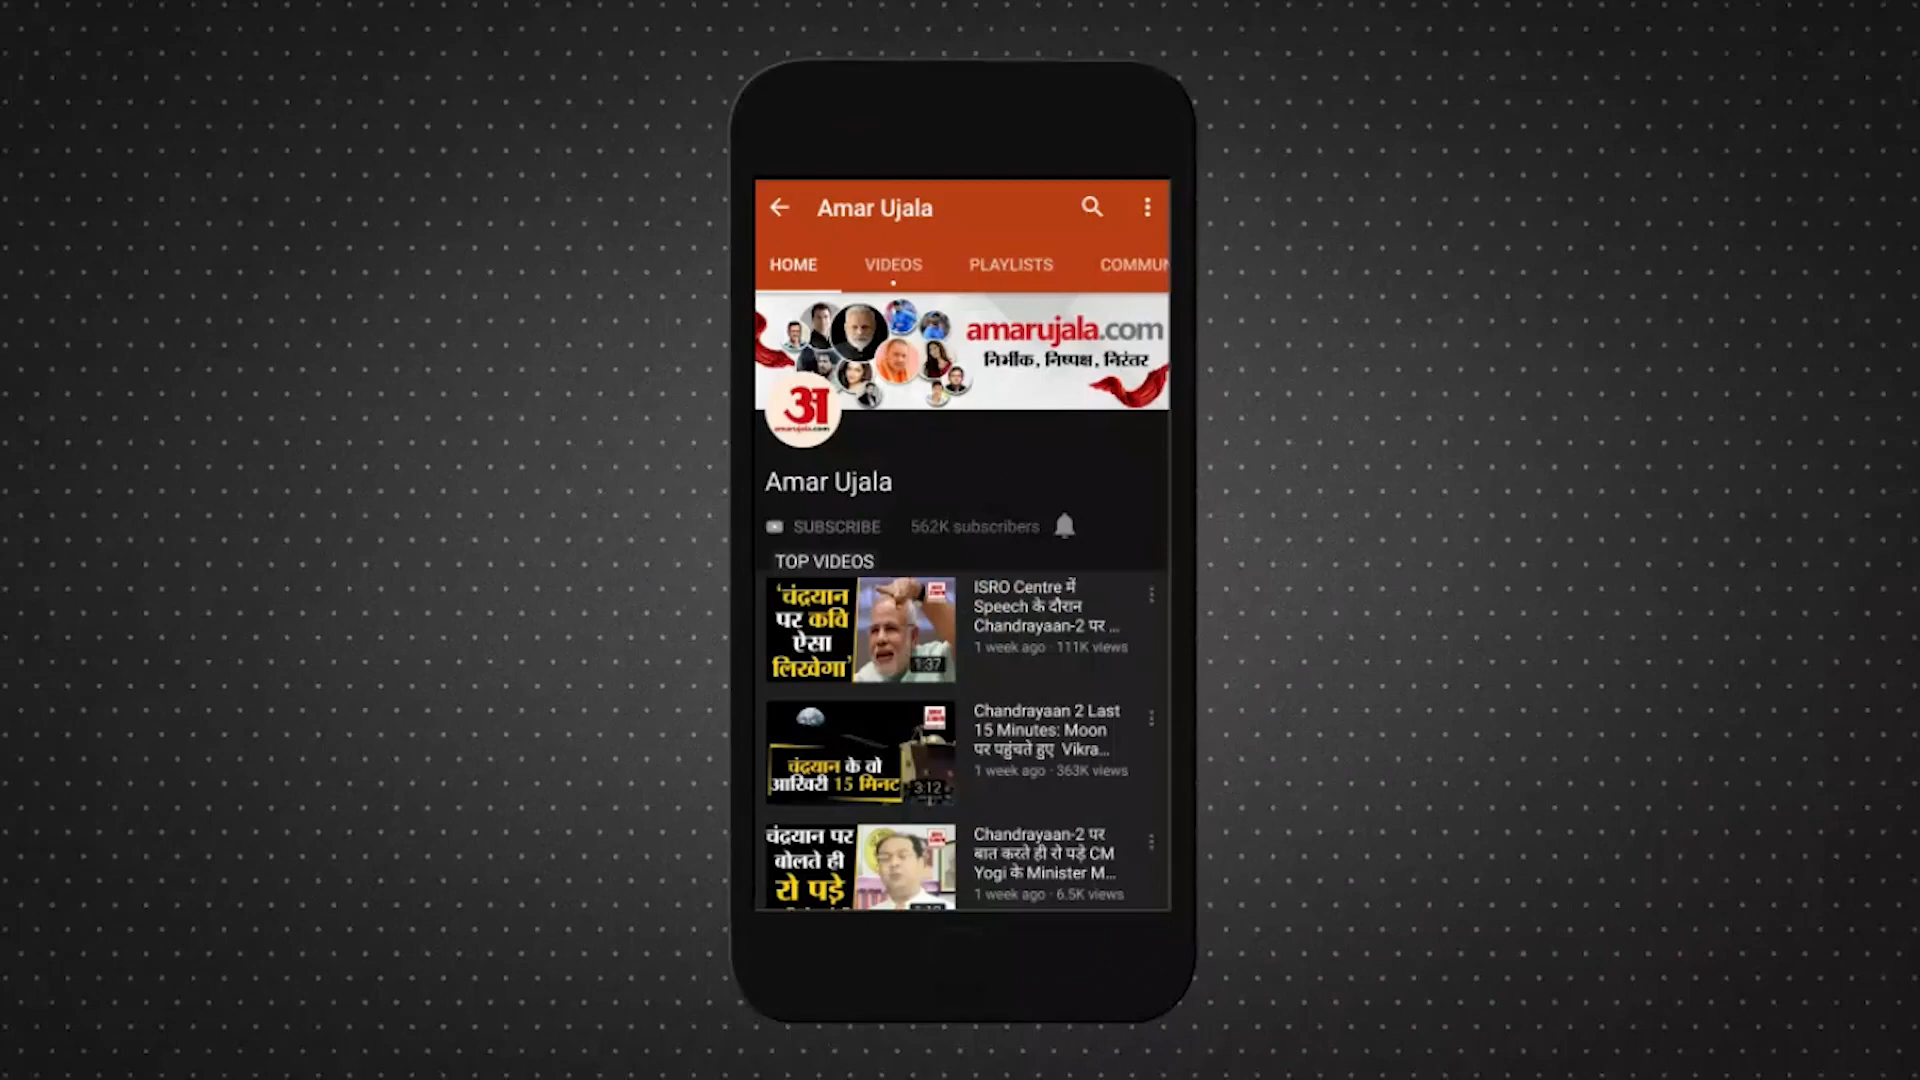 Amar Ujala
HOME VIDEOS PLAYLISTS COMMUN
amarujala.com
निर्भीक, निष्पक्ष, निरंतर
अ
amarujala.com
Amar Ujala
SUBSCRIBE 562K subscribers
TOP VIDEOS
'चंद्रयान
पर कवि
ऐसा
लिखेगा'
1:37
ISRO Centre में
Speech के दौरान
Chandrayaan-2 पर ...
1 week ago · 111K views
चंद्रयान के वो
आखिरी 15 मिनट
3:12
Chandrayaan 2 Last
15 Minutes: Moon
पर पहुंचते हुए Vikra...
1 week ago · 363K views
चंद्रयान पर
बोलते ही
रो पड़े
Chandrayaan-2 पर
बात करते ही रो पड़े CM
Yogi के Minister M...
1 week ago · 6.5K views